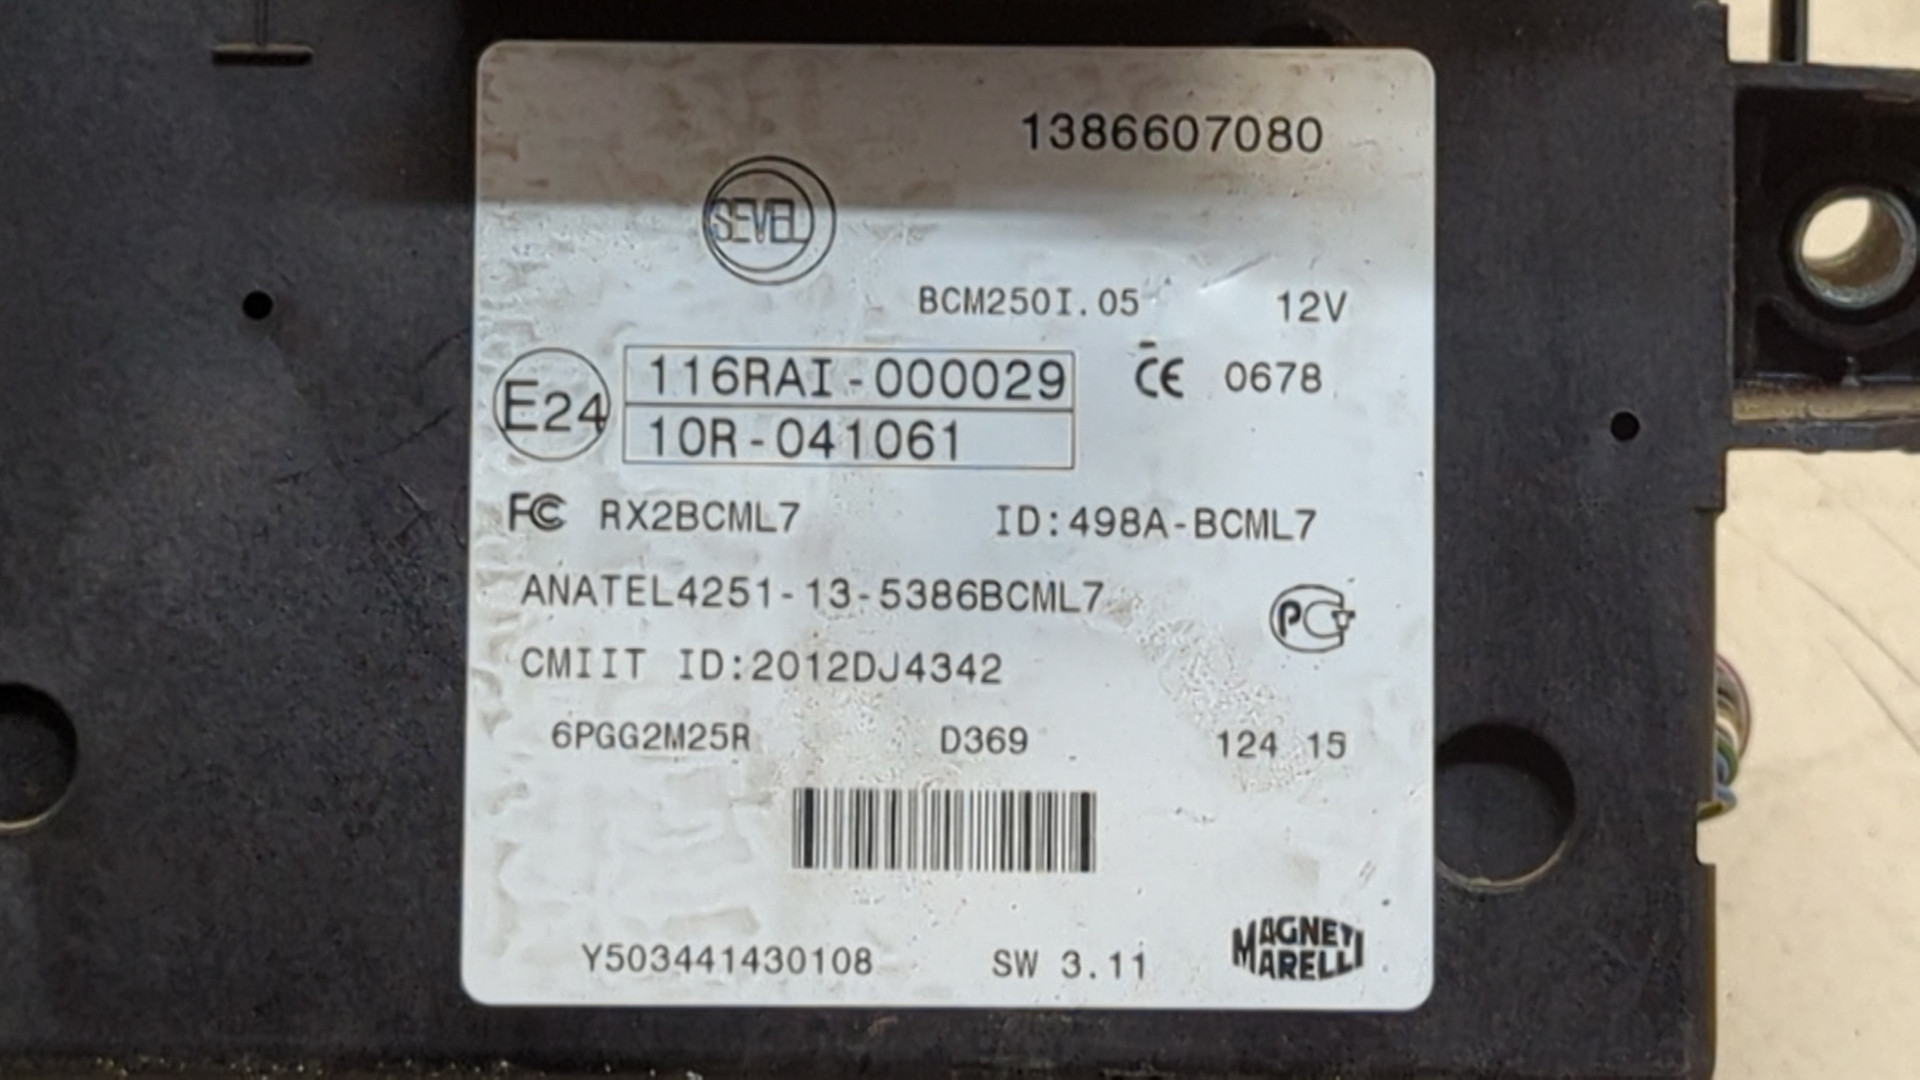 1386607080
SEVEL
BCM250I.05 12V
E24 116RAI-000029 CE 0678
10R-041061
FC RX2BCML7 ID:498A-BCML7
ANATEL4251-13-5386BCML7
PCT
CMIIT ID:2012DJ4342
6PGG2M25R D369 124 15
Y503441430108 SW 3.11
MAGNETI
MARELLI